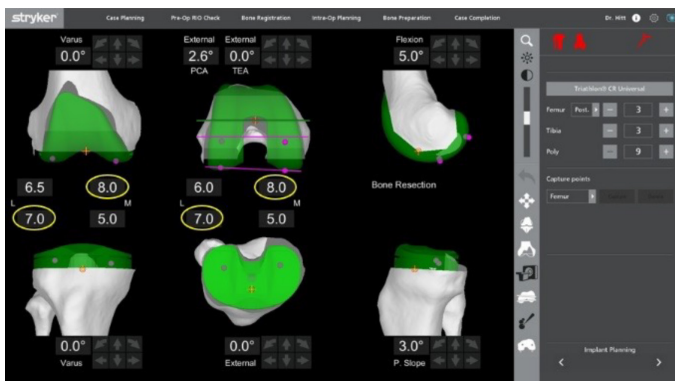 stryker
Case Planning
Pre-Op RIO Check
Bone Registration
Intra-Op Planning
Bone Preparation
Case Completion
Dr. Hitt
Varus
0.0°
External External
2.6° 0.0°
PCA TEA
Flexion
5.0°
6.5 8.0
L M
7.0 5.0
6.0 8.0
L M
7.0 5.0
Bone Resection
0.0°
Varus
0.0°
External
3.0°
P. Slope
Triathlon® CR Universal
Femur Post. - 3 +
Tibia - 3 +
Poly 9 +
Capture points
Femur
Implant Planning
< >